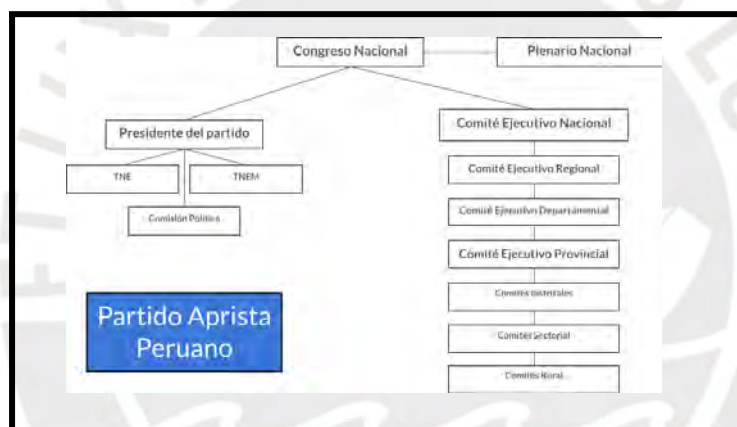 Congreso Nacional
Plenario Nacional
Presidente del partido
TNE
TNEM
Comisión Política
Comité Ejecutivo Nacional
Comité Ejecutivo Regional
Comité Ejecutivo Departamental
Comité Ejecutivo Provincial
Comités Distritales
Comités Sectorial
Comités Rural
Partido Aprista
Peruano